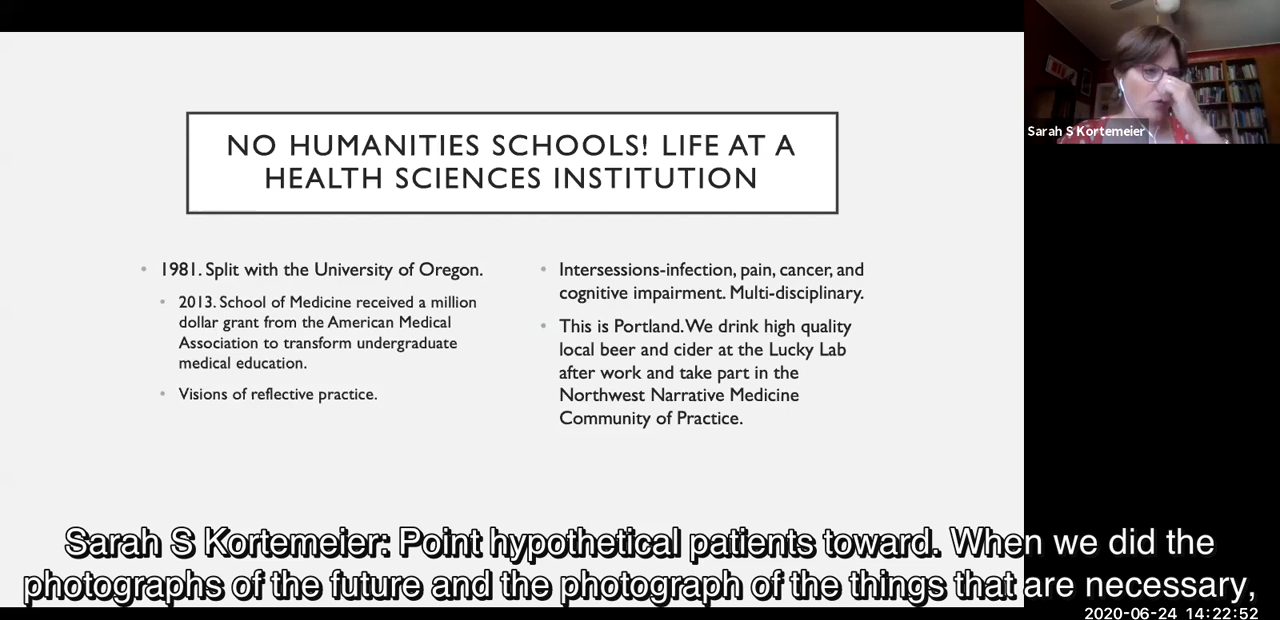 NO HUMANITIES SCHOOLS! LIFE AT A
HEALTH SCIENCES INSTITUTION
• 1981. Split with the University of Oregon.
• 2013. School of Medicine received a million
dollar grant from the American Medical
Association to transform undergraduate
medical education.
• Visions of reflective practice.
• Intersessions-infection, pain, cancer, and
cognitive impairment. Multi-disciplinary.
• This is Portland. We drink high quality
local beer and cider at the Lucky Lab
after work and take part in the
Northwest Narrative Medicine
Community of Practice.
Sarah S Kortemeier
Sarah S Kortemeier: Point hypothetical patients toward. When we did the
photographs of the future and the photograph of the things that are necessary,
2020-06-24 14:22:52